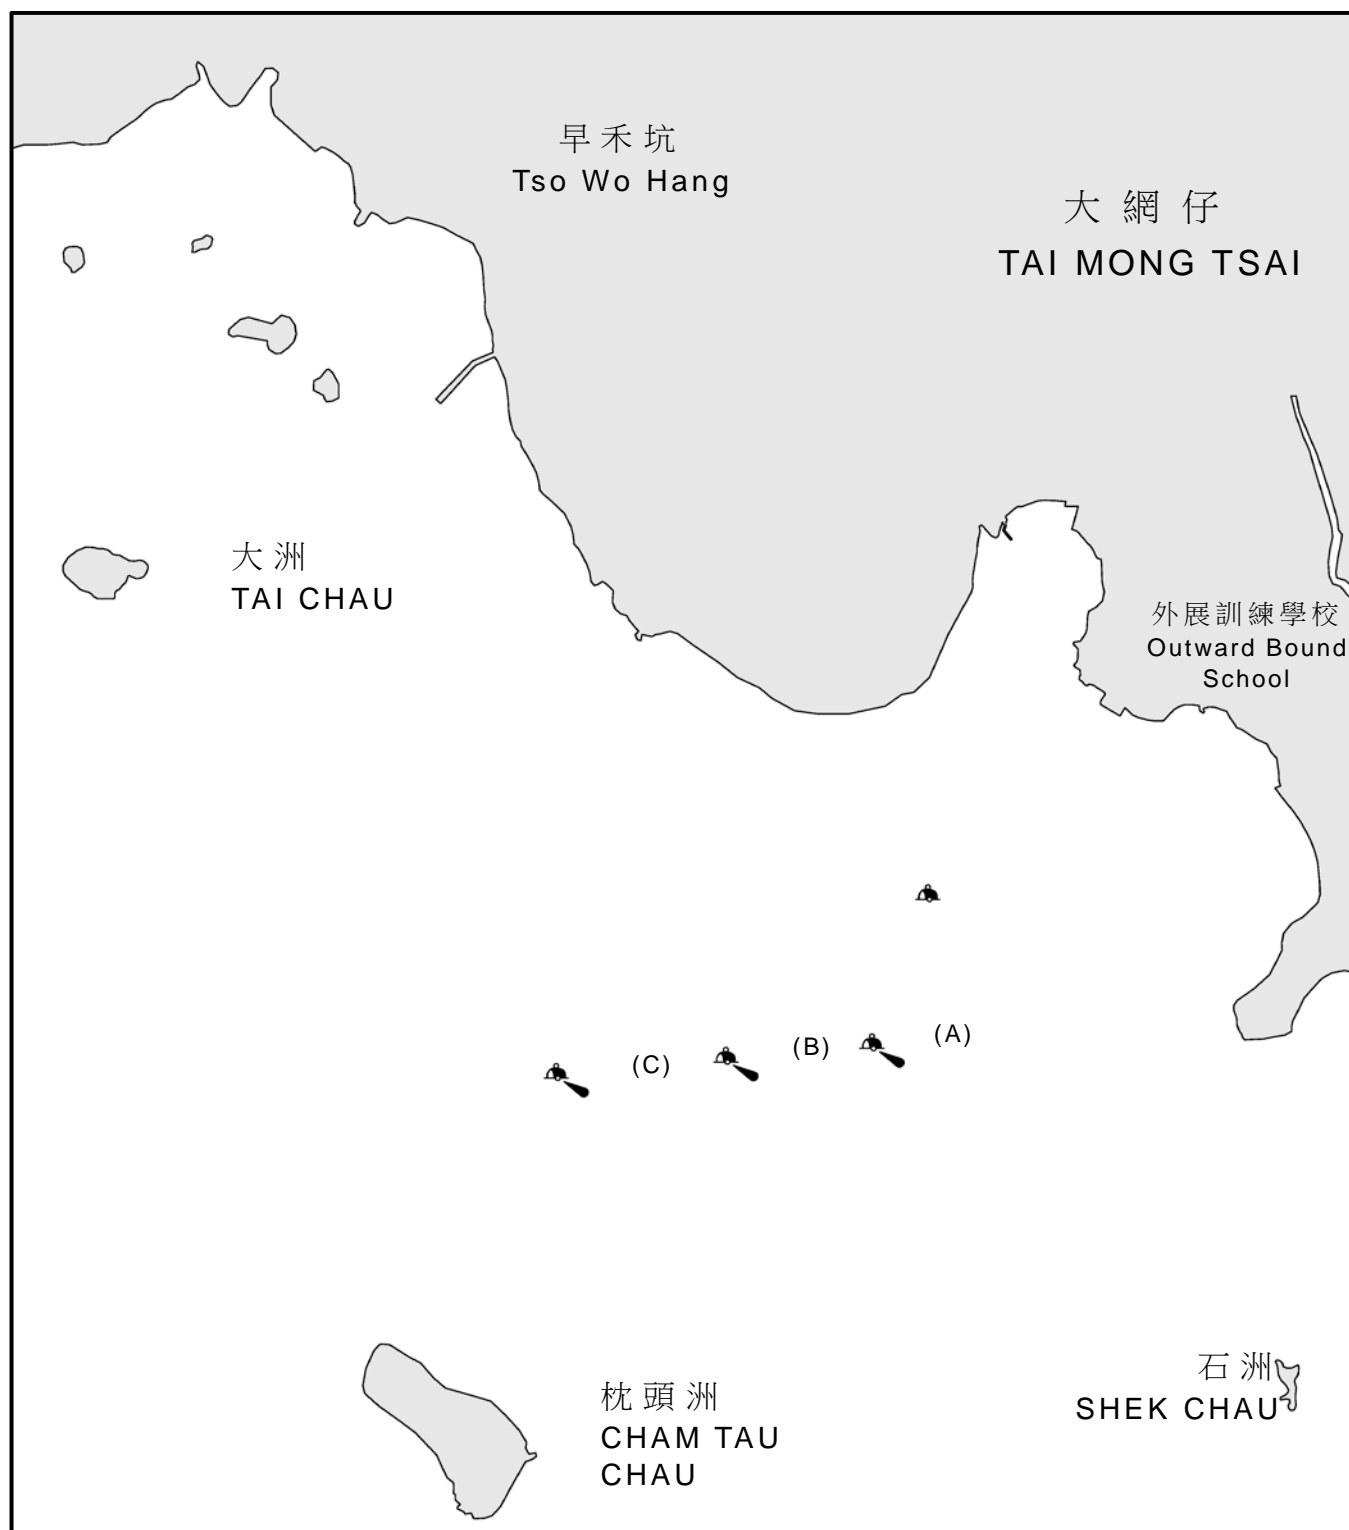 早禾坑
Tso Wo Hang
大網仔
TAI MONG TSAI
大洲
TAI CHAU
外展訓練學校
Outward Bound
School
(A)
(B)
(C)
石洲
SHEK CHAU
枕頭洲
CHAM TAU
CHAU